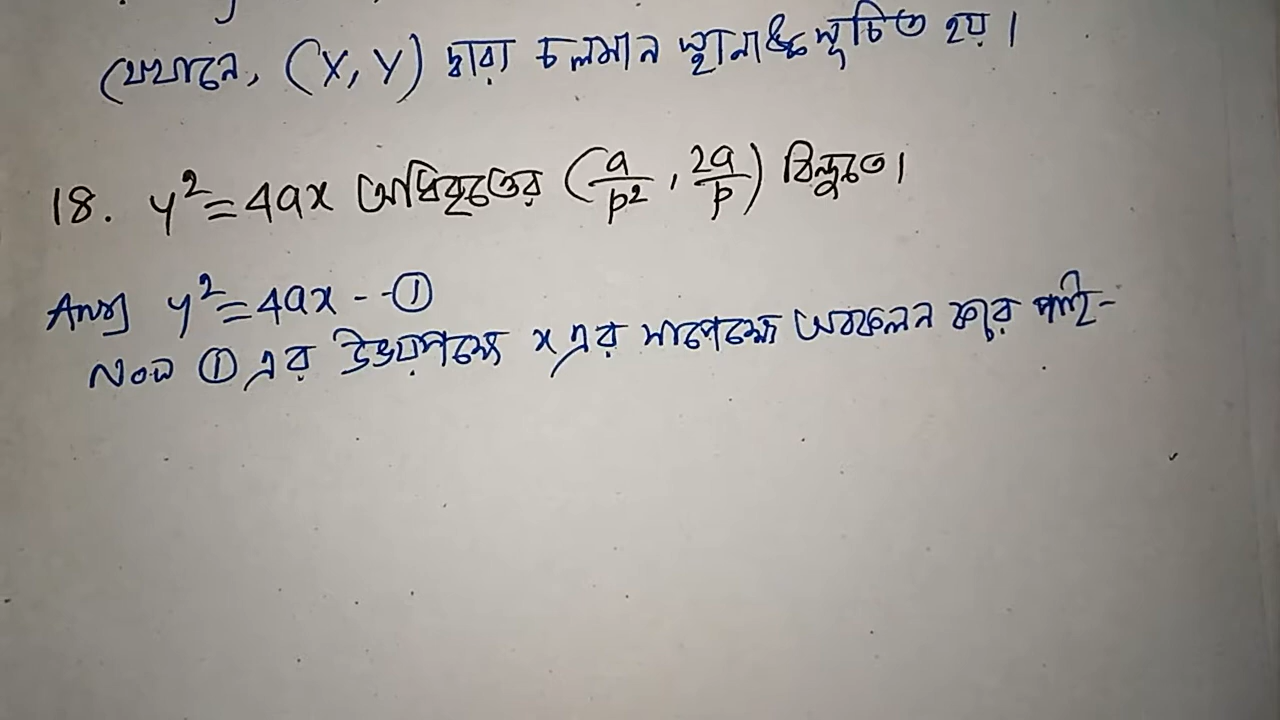 যেখানে, (X, Y) দ্বারা চলমান স্থানাঙ্ক সূচিত হয়।
18. y² = 4ax অধিবৃত্তের (a/p², 2a/p) বিন্দুতে।
Ans) y² = 4ax --①
Now ① এর উভয়পক্ষে x এর সাপেক্ষে অবকলন করে পাই-